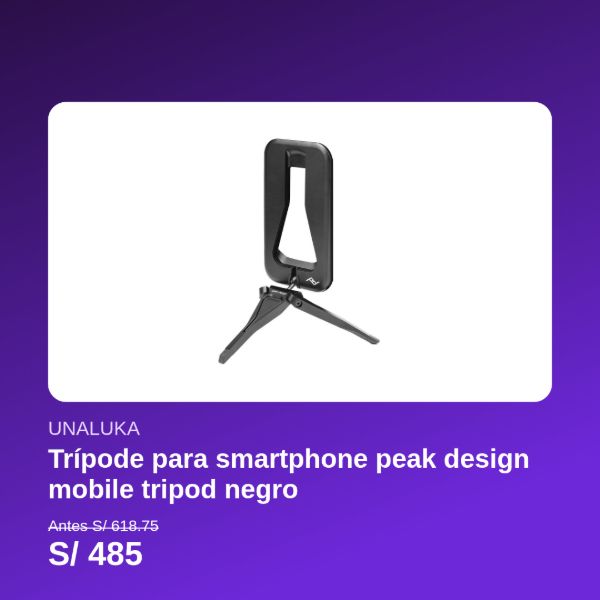 UNALUKA
Trípode para smartphone peak design
mobile tripod negro
Antes S/ 618.75
S/ 485